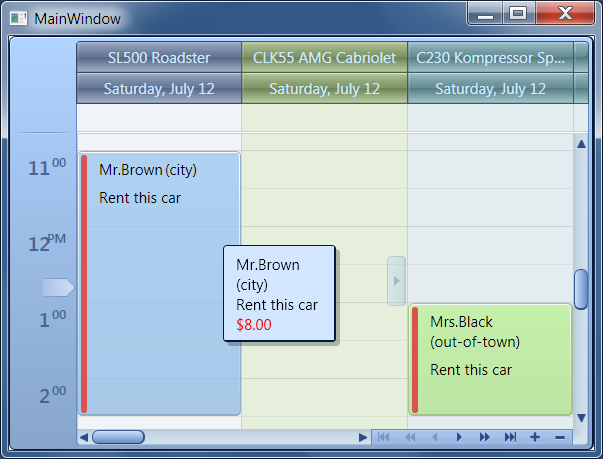 MainWindow
SL500 Roadster
CLK55 AMG Cabriolet
C230 Kompressor Sp...
Saturday, July 12
Saturday, July 12
Saturday, July 12
11 00
Mr.Brown (city)
Rent this car
12 PM
Mr.Brown
(city)
Rent this car
$8.00
1 00
Mrs.Black
(out-of-town)
Rent this car
2 00